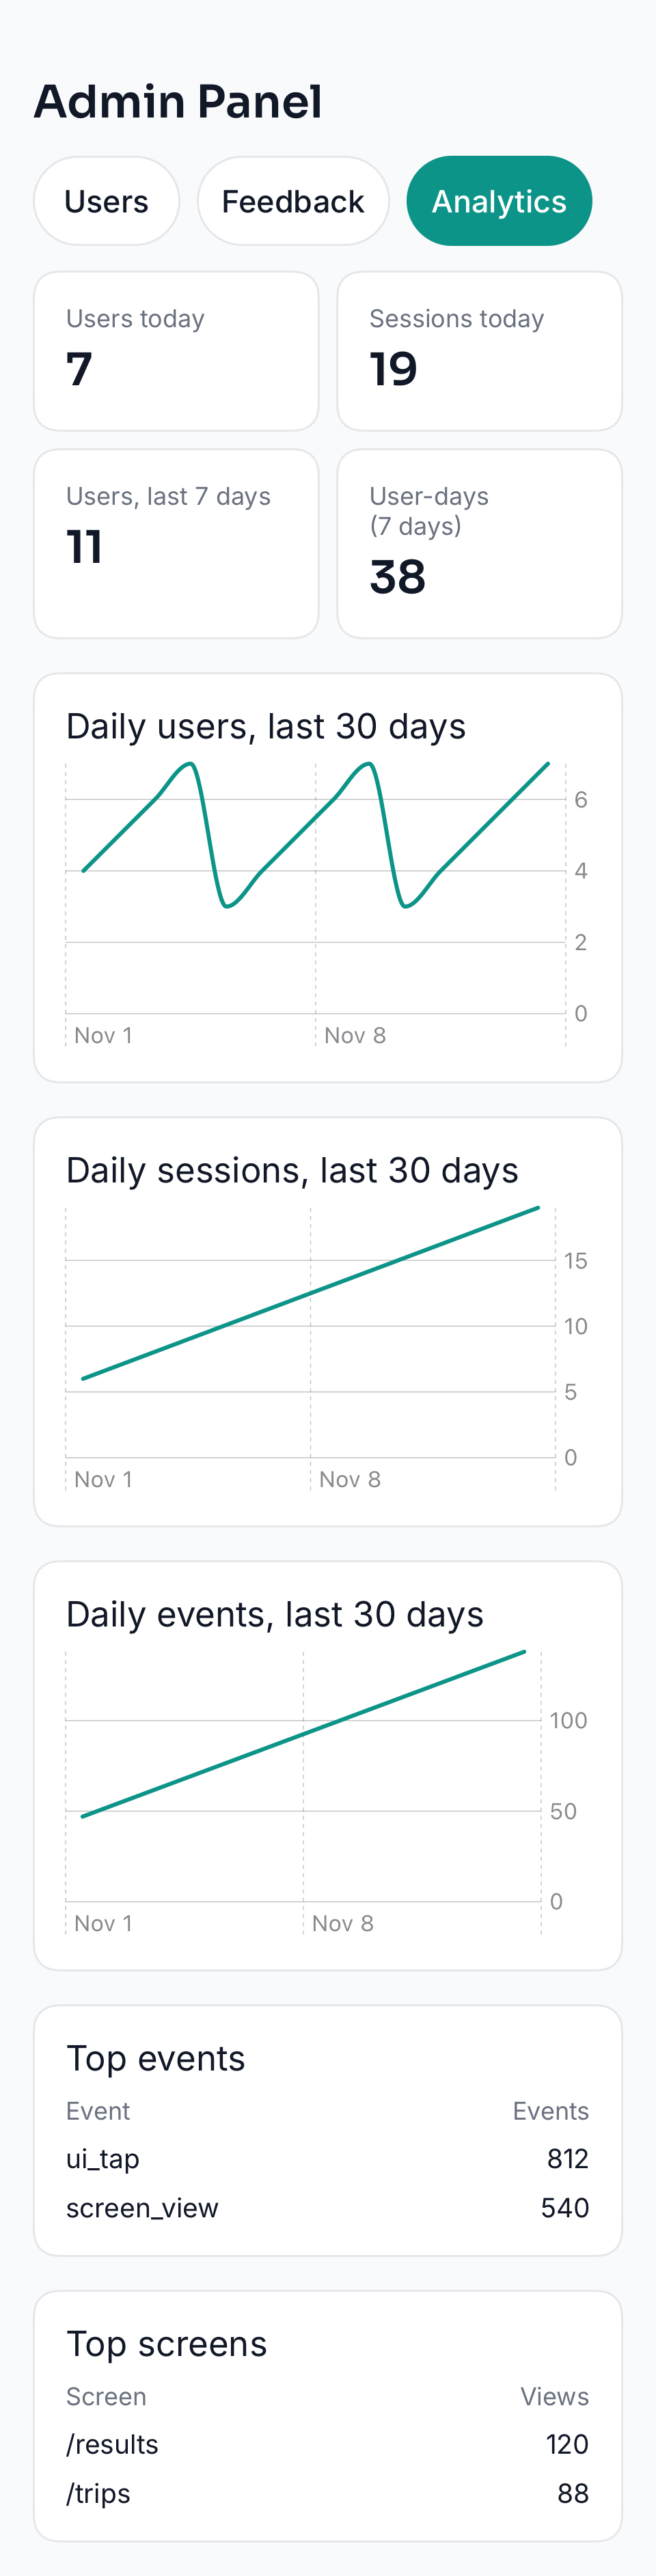 Admin Panel
Users
Feedback
Analytics
Users today
7
Sessions today
19
Users, last 7 days
11
User-days
(7 days)
38
Daily users, last 30 days
6
4
2
0
Nov 1
Nov 8
Daily sessions, last 30 days
15
10
5
0
Nov 1
Nov 8
Daily events, last 30 days
100
50
0
Nov 1
Nov 8
Top events
Event Events
ui_tap 812
screen_view 540
Top screens
Screen Views
/results 120
/trips 88